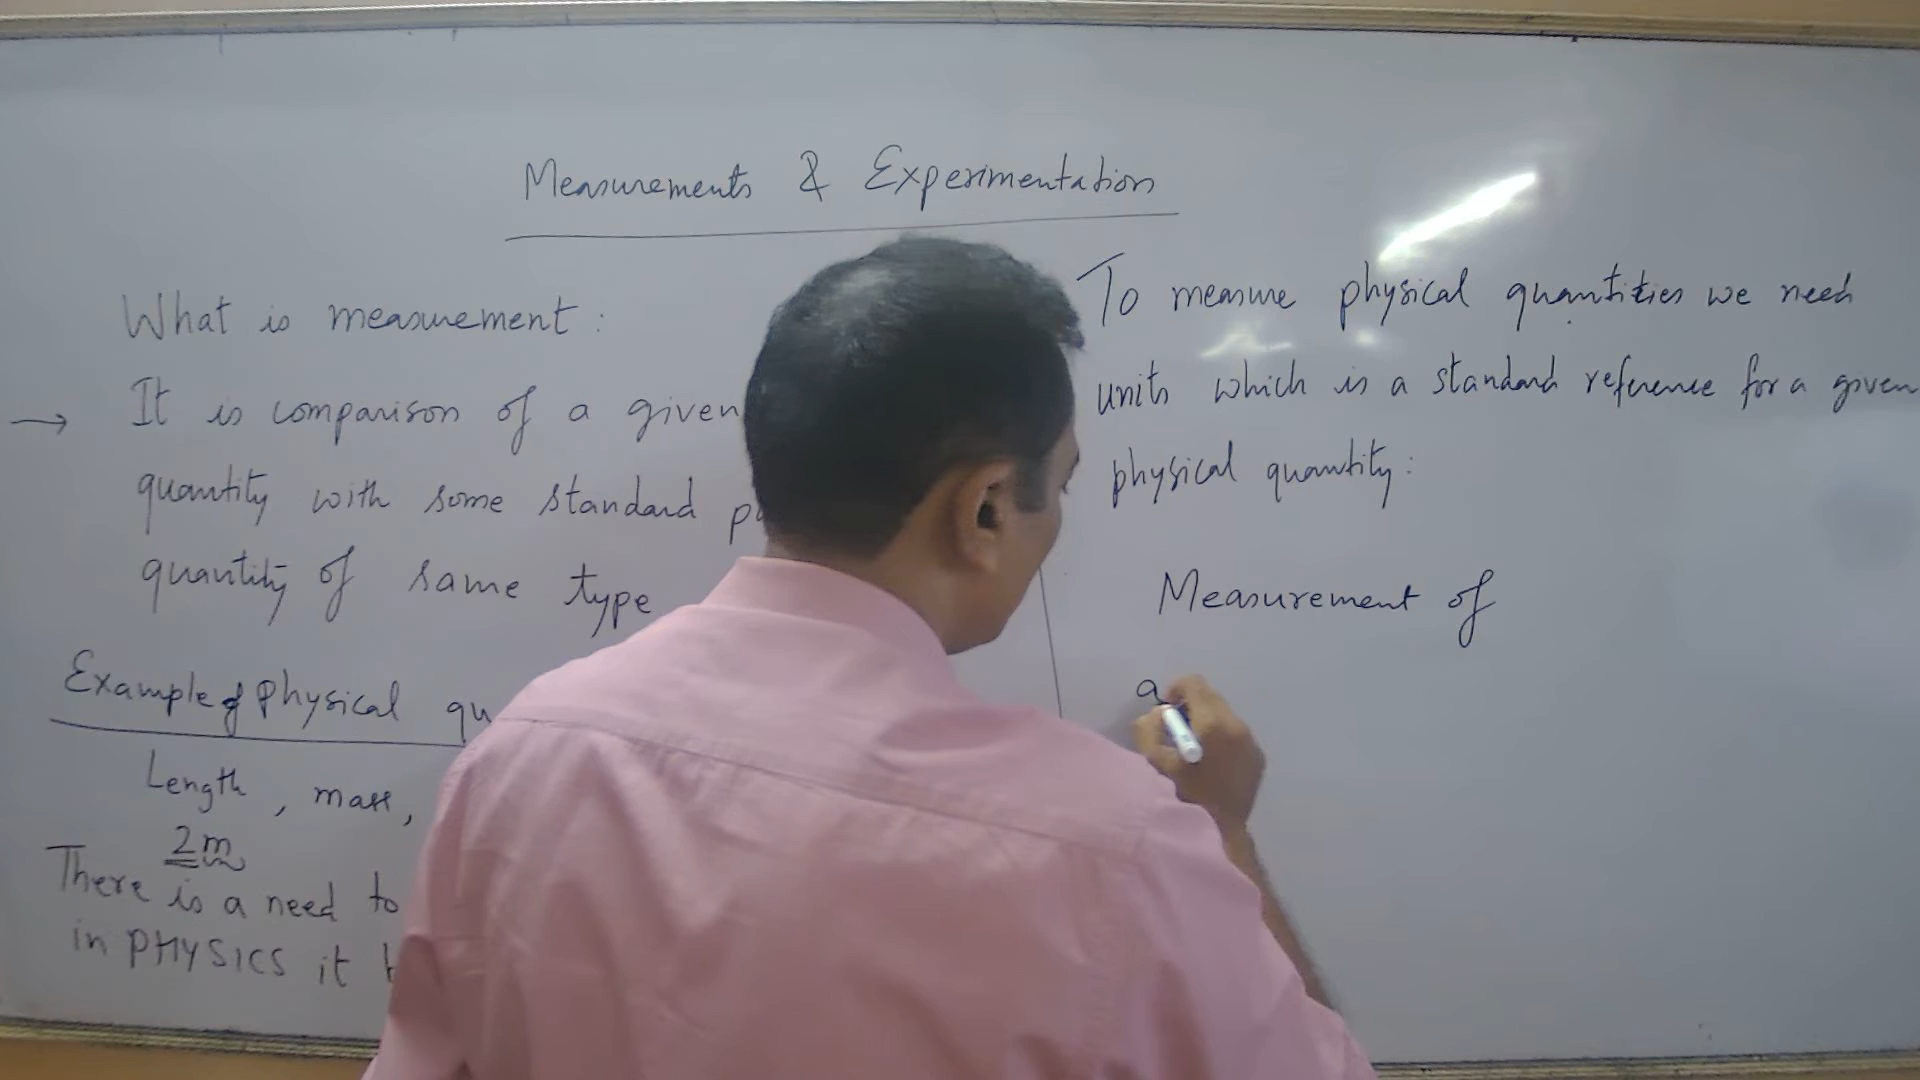 Measurements & Experimentation
What is measurement :
→ It is comparison of a given
quantity with some standard
quantity of same type
Example of physical
Length , mass ,
2m
There is a need to
in PHYSICS it
To measure physical quantities we need
units which is a standard reference for a given
physical quantity :
Measurement of
a